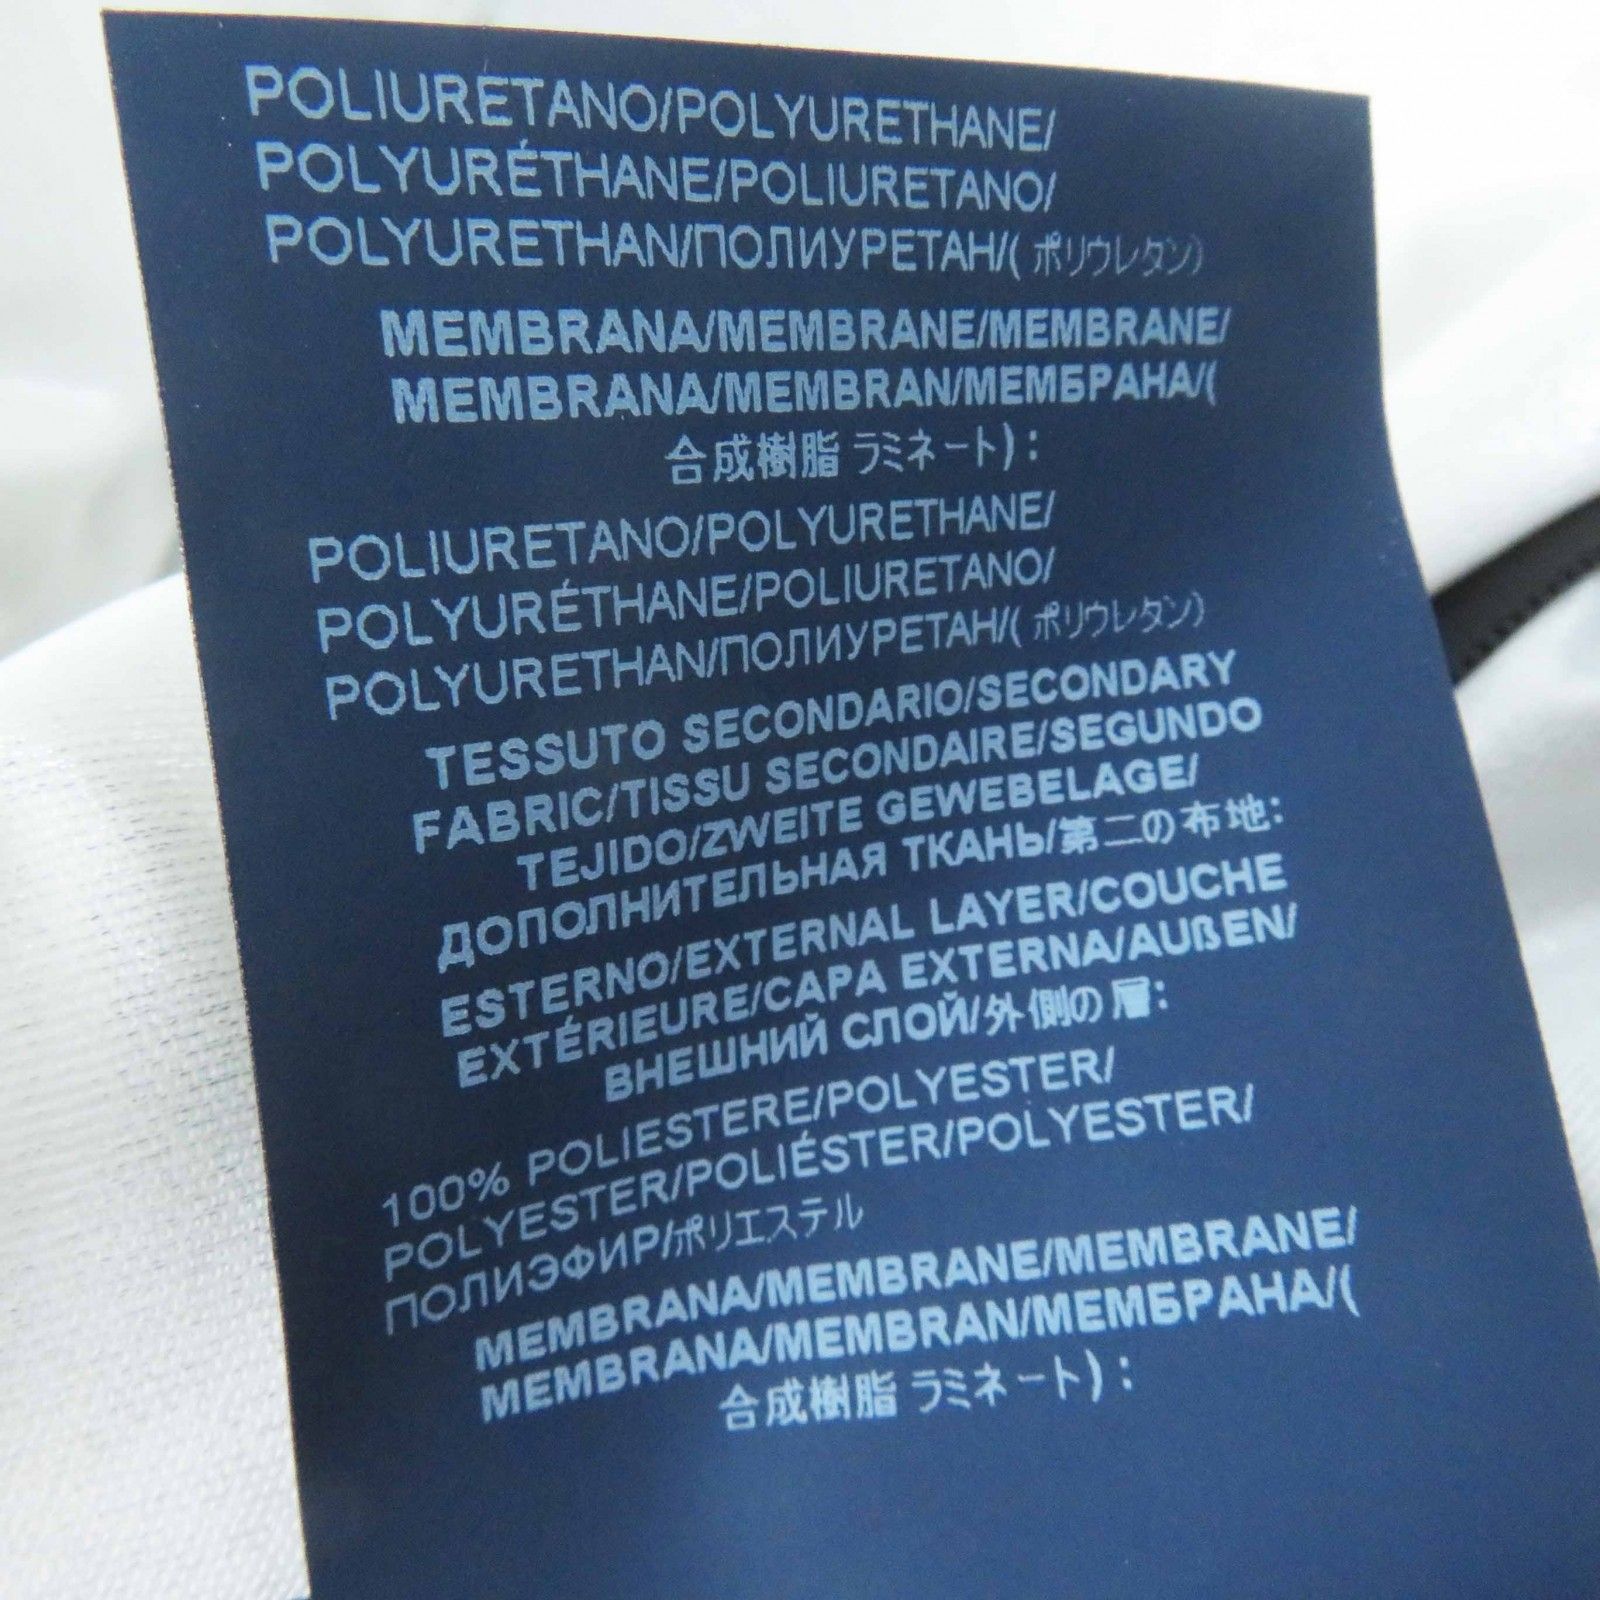 POLIURETANO/POLYURETHANE/
POLYURÉTHANE/POLIURETANO/
POLYURETHAN/ПОЛИУРЕТАН/( ポリウレタン)
MEMBRANA/MEMBRANE/MEMBRANE/
MEMBRANA/MEMBRAN/МЕМБРАНА/(
合成樹脂 ラミネート) :
POLIURETANO/POLYURETHANE/
POLYURÉTHANE/POLIURETANO/
POLYURETHAN/ПОЛИУРЕТАН/( ポリウレタン)
TESSUTO SECONDARIO/SECONDARY
FABRIC/TISSU SECONDAIRE/SEGUNDO
TEJIDO/ZWEITE GEWEBELAGE/
ДОПОЛНИТЕЛЬНАЯ ТКАНЬ/第二の布地:
ESTERNO/EXTERNAL LAYER/COUCHE
EXTÉRIEURE/CAPA EXTERNA/AUßEN/
ВНЕШНИЙ СЛОЙ/外側の層:
100% POLIESTERE/POLYESTER/
POLYESTER/POLIÉSTER/POLYESTER/
ПОЛИЭФИР/ポリエステル
MEMBRANA/MEMBRANE/MEMBRANE/
MEMBRANA/MEMBRAN/МЕМБРАНА/(
合成樹脂 ラミネート) :